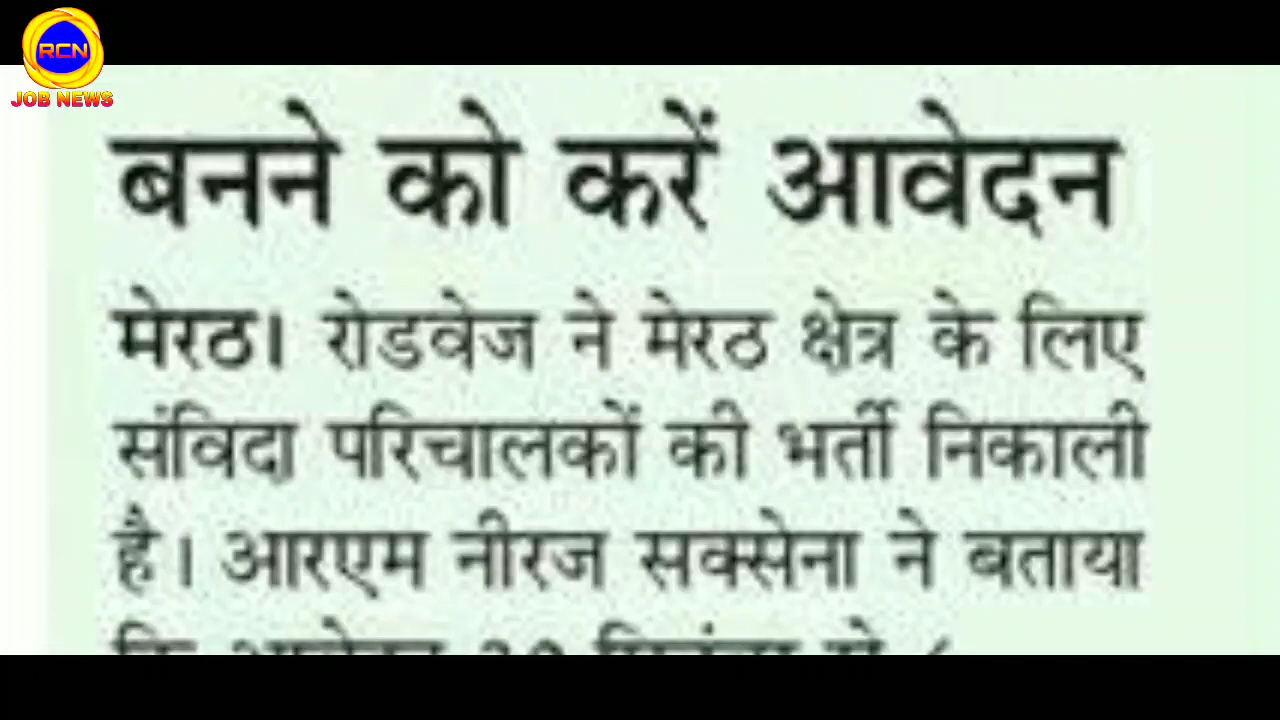 RCN
JOB NEWS
बनने को करें आवेदन
मेरठ। रोडवेज ने मेरठ क्षेत्र के लिए
संविदा परिचालकों की भर्ती निकाली
है। आरएम नीरज सक्सेना ने बताया